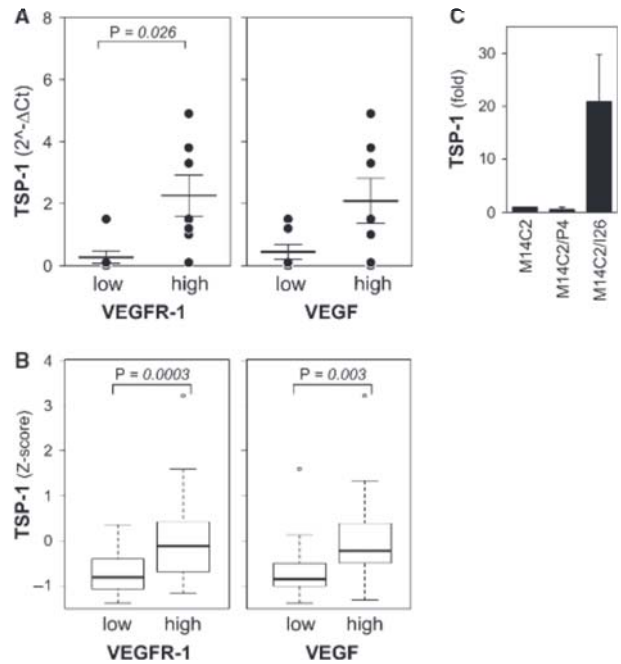 A
TSP-1 (2^-ΔCt)
8
6
4
2
0
P = 0.026
low
high
VEGFR-1
low
high
VEGF
B
TSP-1 (Z-score)
4
3
2
1
0
–1
P = 0.0003
low
high
VEGFR-1
P = 0.003
low
high
VEGF
C
TSP-1 (fold)
30
20
10
0
M14C2
M14C2/P4
M14C2/I26